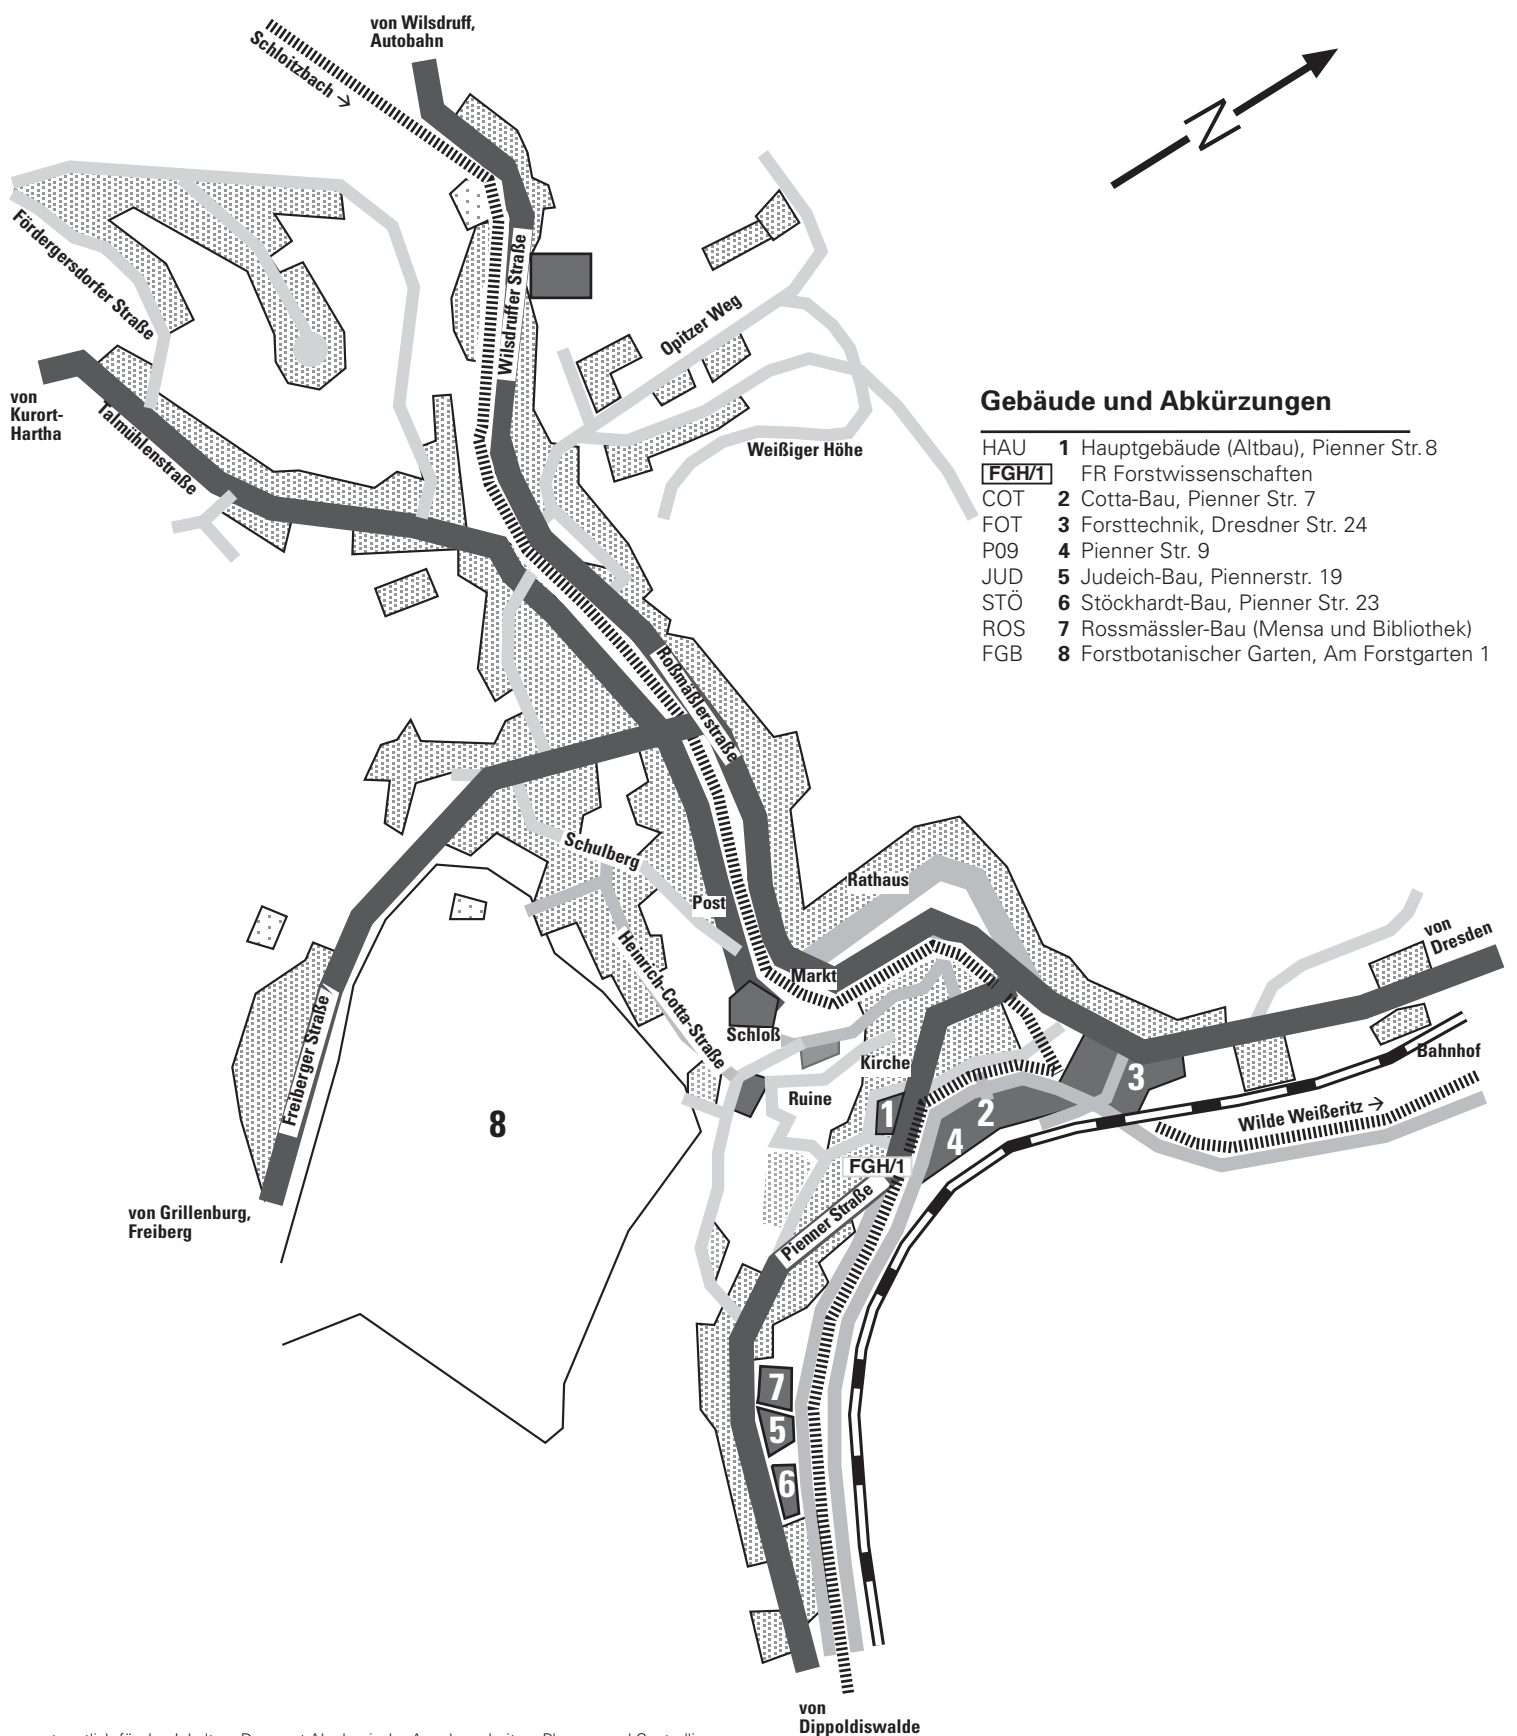 von Wilsdruff,
Autobahn
Schloitzbach →
N
Fördergersdorfer Straße
Wilsdruffer Straße
Opitzer Weg
von
Kurort-
Hartha
Talmühlenstraße
Weißiger Höhe
Gebäude und Abkürzungen
HAU 1 Hauptgebäude (Altbau), Pienner Str. 8
FGH/1 FR Forstwissenschaften
COT 2 Cotta-Bau, Pienner Str. 7
FOT 3 Forsttechnik, Dresdner Str. 24
P09 4 Pienner Str. 9
JUD 5 Judeich-Bau, Piennerstr. 19
STÖ 6 Stöckhardt-Bau, Pienner Str. 23
ROS 7 Rossmässler-Bau (Mensa und Bibliothek)
FGB 8 Forstbotanischer Garten, Am Forstgarten 1
Roßmäßlerstraße
Schulberg
Rathaus
Post
Heinrich-Cotta-Straße
Markt
von
Dresden
Schloß
Freiberger Straße
Kirche
Bahnhof
3
Ruine
1
2
Wilde Weißeritz →
8
4
FGH/1
Pienner Straße
von Grillenburg,
Freiberg
7
5
6
von
Dippoldiswalde